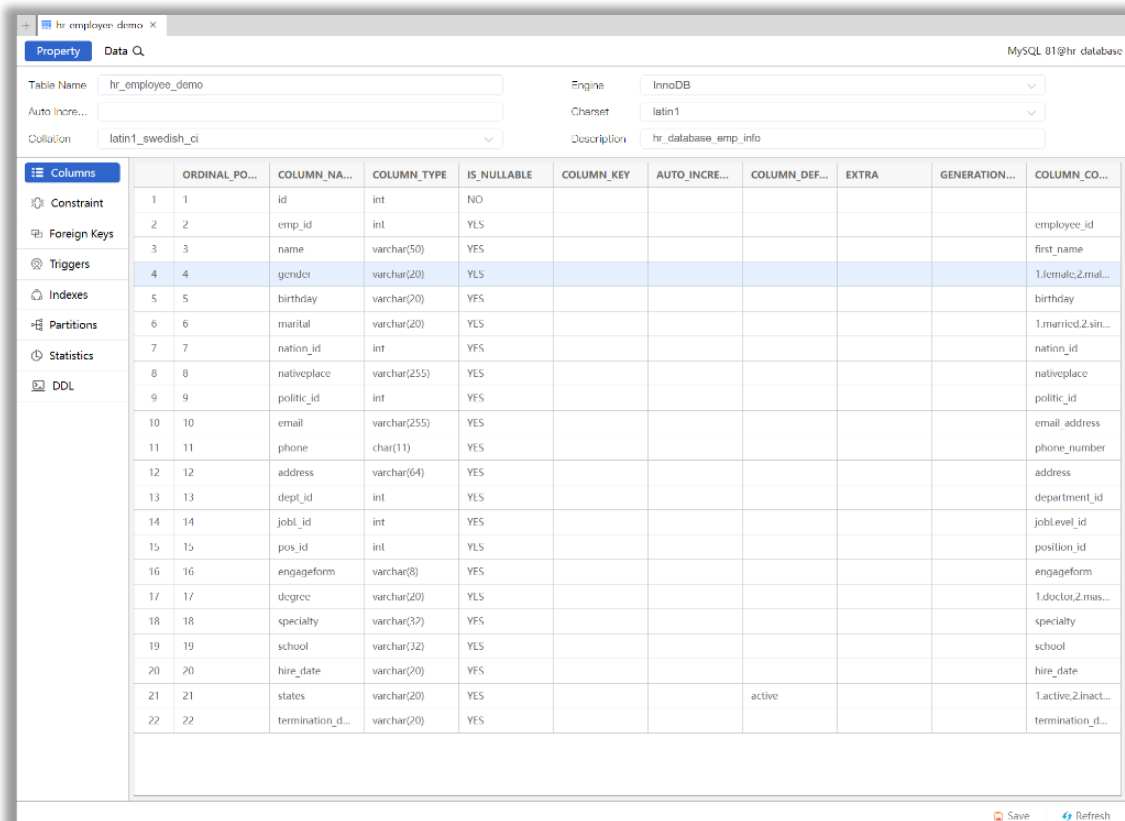 + hr employee demo ×
Property Data MySQL 81@hr database
Table Name hr_employee_demo Engine InnoDB
Auto Incre... Charset latin1
Collation latin1_swedish_ci Description hr_database_emp_info
Columns
Constraint
Foreign Keys
Triggers
Indexes
Partitions
Statistics
DDL
ORDINAL_PO... COLUMN_NA... COLUMN_TYPE IS_NULLABLE COLUMN_KEY AUTO_INCRE... COLUMN_DEF... EXTRA GENERATION... COLUMN_CO...
1 1 id int NO
2 2 emp_id int YES employee_id
3 3 name varchar(50) YES first_name
4 4 gender varchar(20) YES 1.female,2.mal...
5 5 birthday varchar(20) YES birthday
6 6 marital varchar(20) YES 1.married,2.sin...
7 7 nation_id int YES nation_id
8 8 nativeplace varchar(255) YES nativeplace
9 9 politic_id int YES politic_id
10 10 email varchar(255) YES email_address
11 11 phone char(11) YES phone_number
12 12 address varchar(64) YES address
13 13 dept_id int YES department_id
14 14 jobL_id int YES jobLevel_id
15 15 pos_id int YES position_id
16 16 engageform varchar(8) YES engageform
17 17 degree varchar(20) YES 1.doctor,2.mas...
18 18 specialty varchar(32) YES specialty
19 19 school varchar(32) YES school
20 20 hire_date varchar(20) YES hire_date
21 21 states varchar(20) YES active 1.active,2.inact...
22 22 termination_d... varchar(20) YES termination_d...
Save Refresh